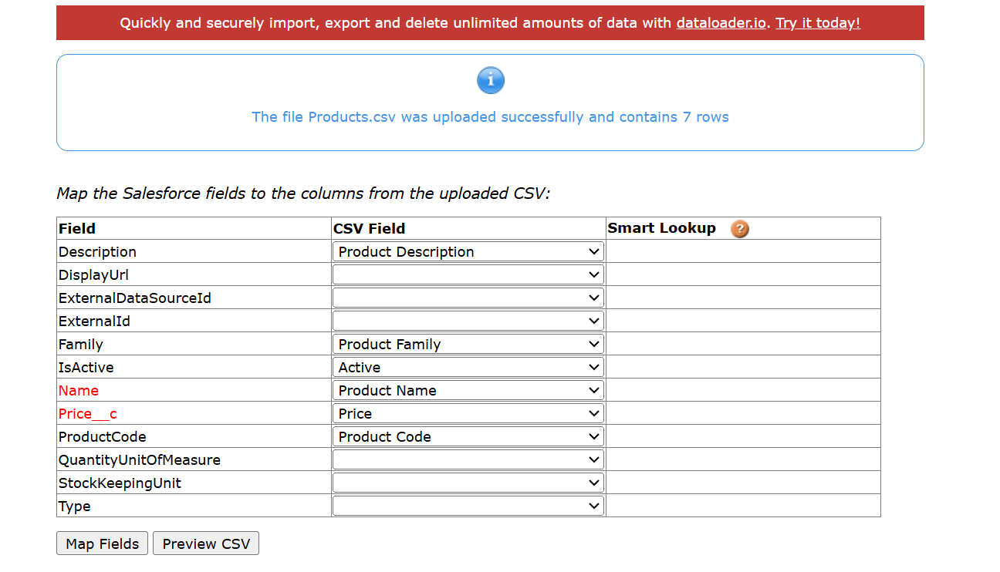 Quickly and securely import, export and delete unlimited amounts of data with dataloader.io. Try it today!
The file Products.csv was uploaded successfully and contains 7 rows
Map the Salesforce fields to the columns from the uploaded CSV:
Field CSV Field Smart Lookup ?
Description Product Description
DisplayUrl
ExternalDataSourceId
ExternalId
Family Product Family
IsActive Active
Name Product Name
Price__c Price
ProductCode Product Code
QuantityUnitOfMeasure
StockKeepingUnit
Type
Map Fields Preview CSV